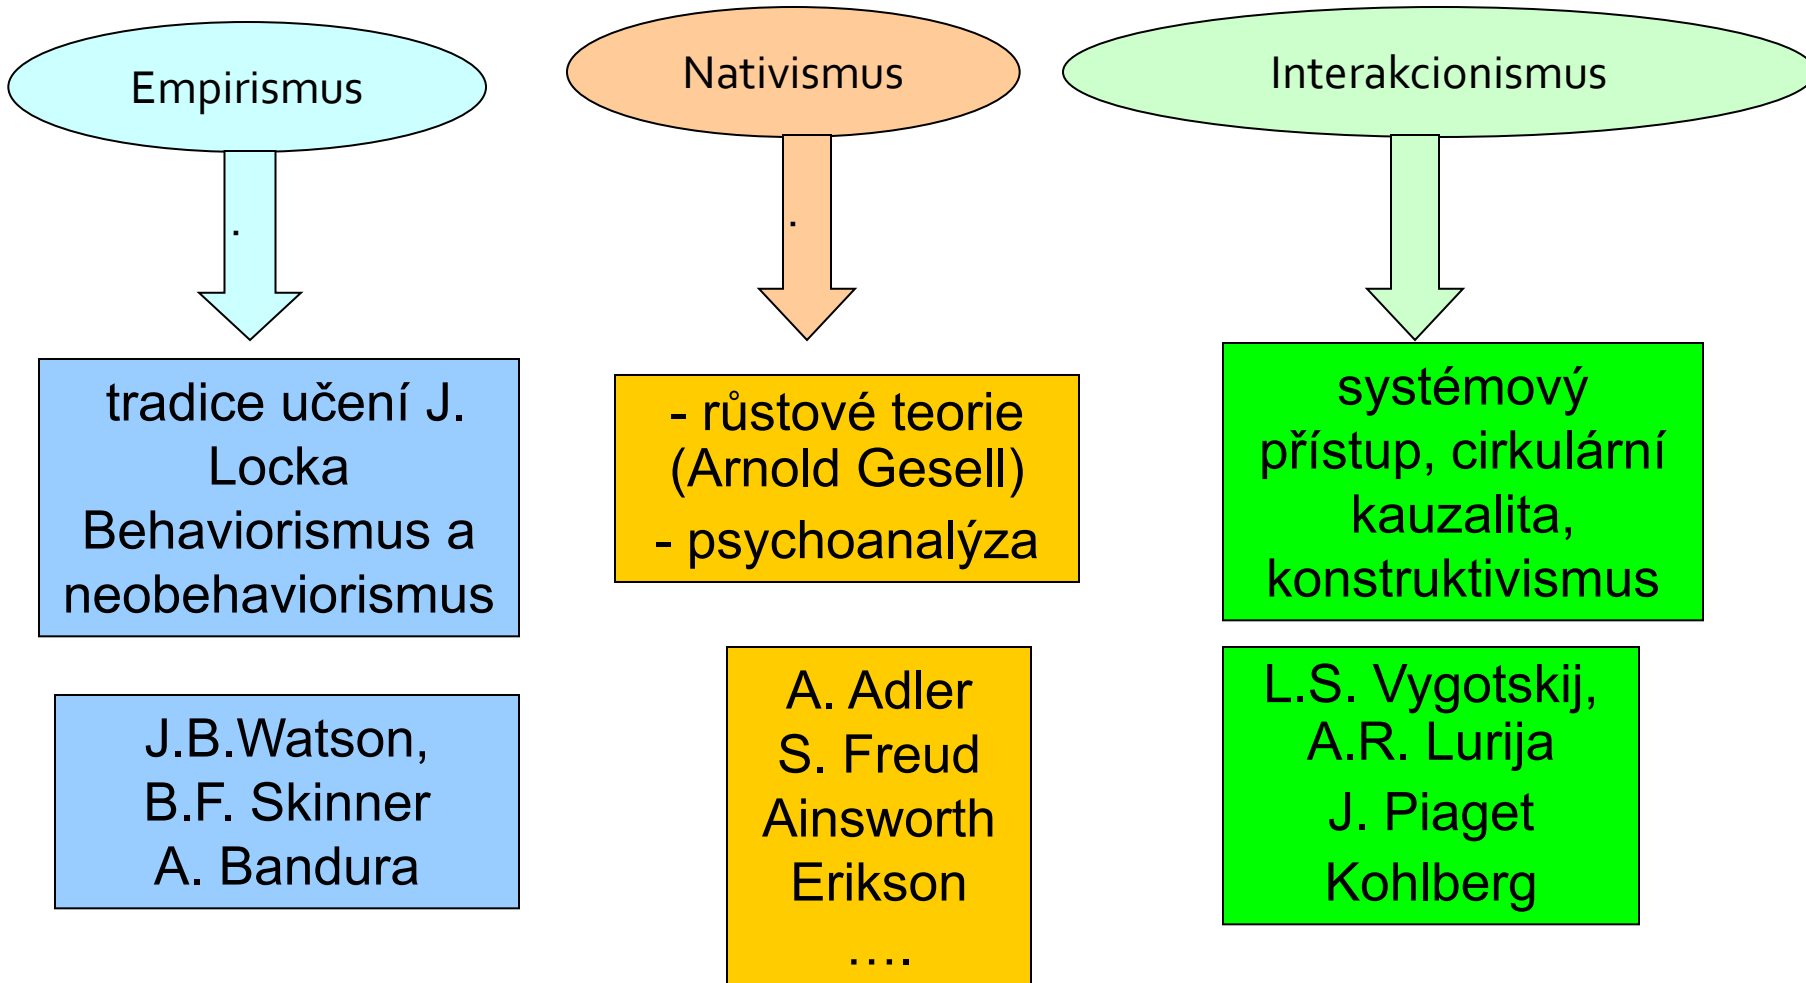 Empirismus
.
tradice učení J.
Locka
Behaviorismus a
neobehaviorismus
J.B.Watson,
B.F. Skinner
A. Bandura
Nativismus
.
- růstové teorie
(Arnold Gesell)
- psychoanalýza
A. Adler
S. Freud
Ainsworth
Erikson
….
Interakcionismus
systémový
přístup, cirkulární
kauzalita,
konstruktivismus
L.S. Vygotskij,
A.R. Lurija
J. Piaget
Kohlberg